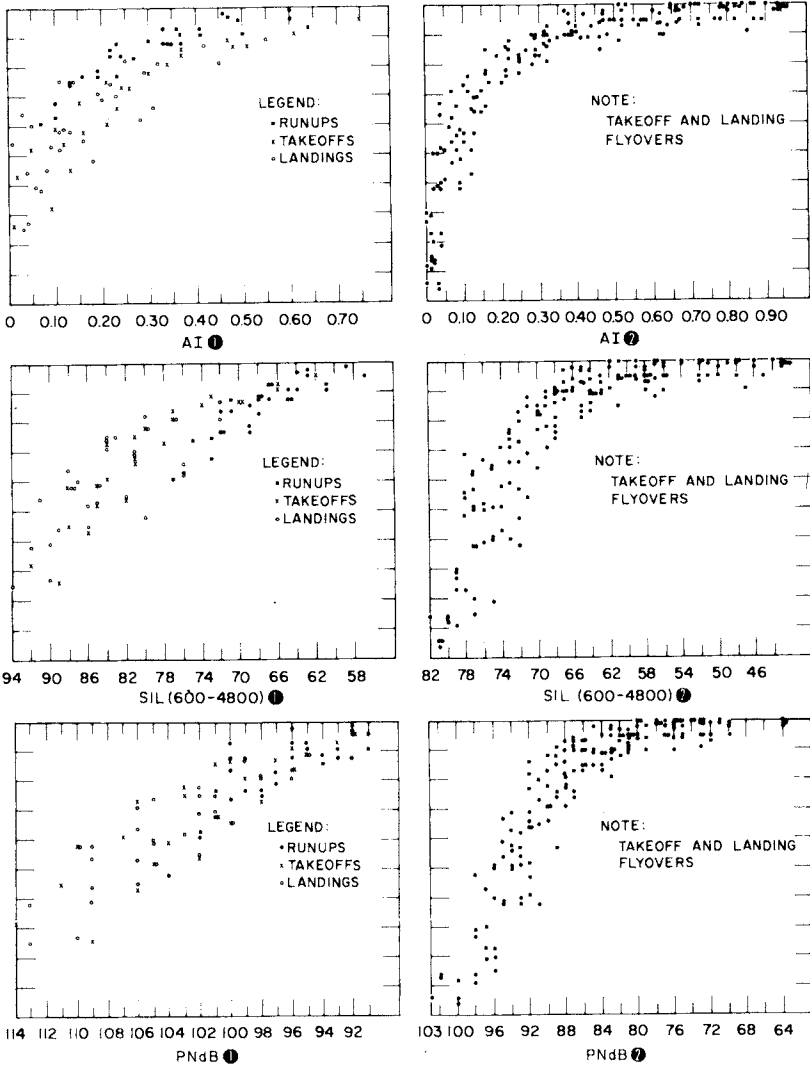 LEGEND:
RUNUPS
× TAKEOFFS
○ LANDINGS
0 0.10 0.20 0.30 0.40 0.50 0.60 0.70
AI 1
NOTE:
TAKEOFF AND LANDING
FLYOVERS
0 0.10 0.20 0.30 0.40 0.50 0.60 0.70 0.80 0.90
AI 2
LEGEND:
RUNUPS
× TAKEOFFS
○ LANDINGS
94 90 86 82 78 74 70 66 62 58
SIL (600-4800) 1
NOTE:
TAKEOFF AND LANDING
FLYOVERS
82 78 74 70 66 62 58 54 50 46
SIL (600-4800) 2
LEGEND:
• RUNUPS
× TAKEOFFS
○ LANDINGS
114 112 110 108 106 104 102 100 98 96 94 92
PNdB 1
NOTE:
TAKEOFF AND LANDING
FLYOVERS
103 100 96 92 88 84 80 76 72 68 64
PNdB 2